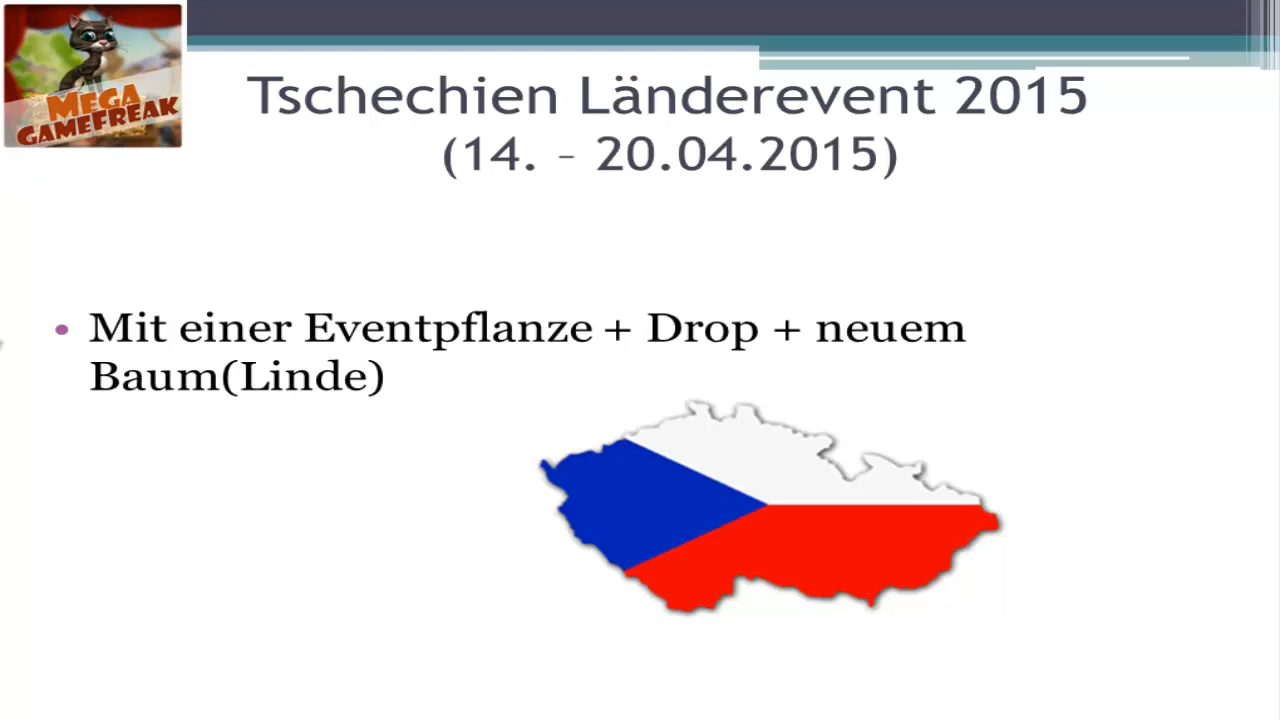 MEGA
GAMEFREAK
Tschechien Länderevent 2015
(14. – 20.04.2015)
• Mit einer Eventpflanze + Drop + neuem
Baum(Linde)